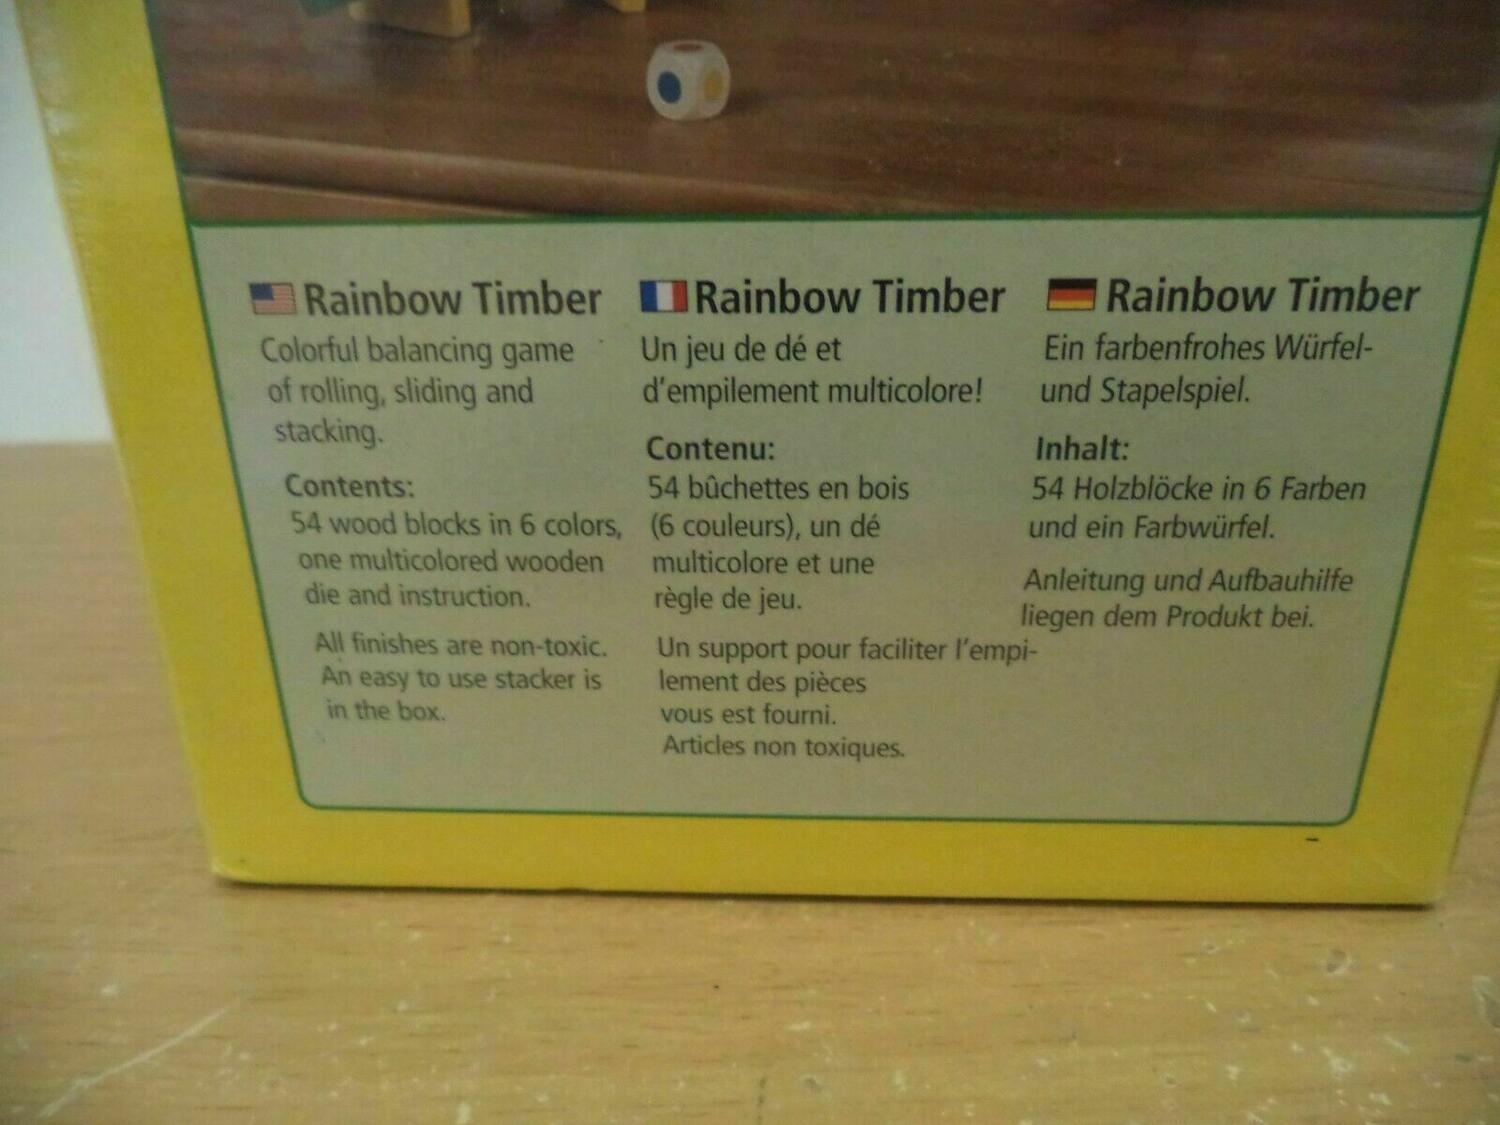 Rainbow Timber
Colorful balancing game
of rolling, sliding and
stacking.
Contents:
54 wood blocks in 6 colors,
one multicolored wooden
die and instruction.
All finishes are non-toxic.
An easy to use stacker is
in the box.
Rainbow Timber
Un jeu de dé et
d'empilement multicolore!
Contenu:
54 bûchettes en bois
(6 couleurs), un dé
multicolore et une
règle de jeu.
Un support pour faciliter l'empi-
lement des pièces
vous est fourni.
Articles non toxiques.
Rainbow Timber
Ein farbenfrohes Würfel-
und Stapelspiel.
Inhalt:
54 Holzblöcke in 6 Farben
und ein Farbwürfel.
Anleitung und Aufbauhilfe
liegen dem Produkt bei.